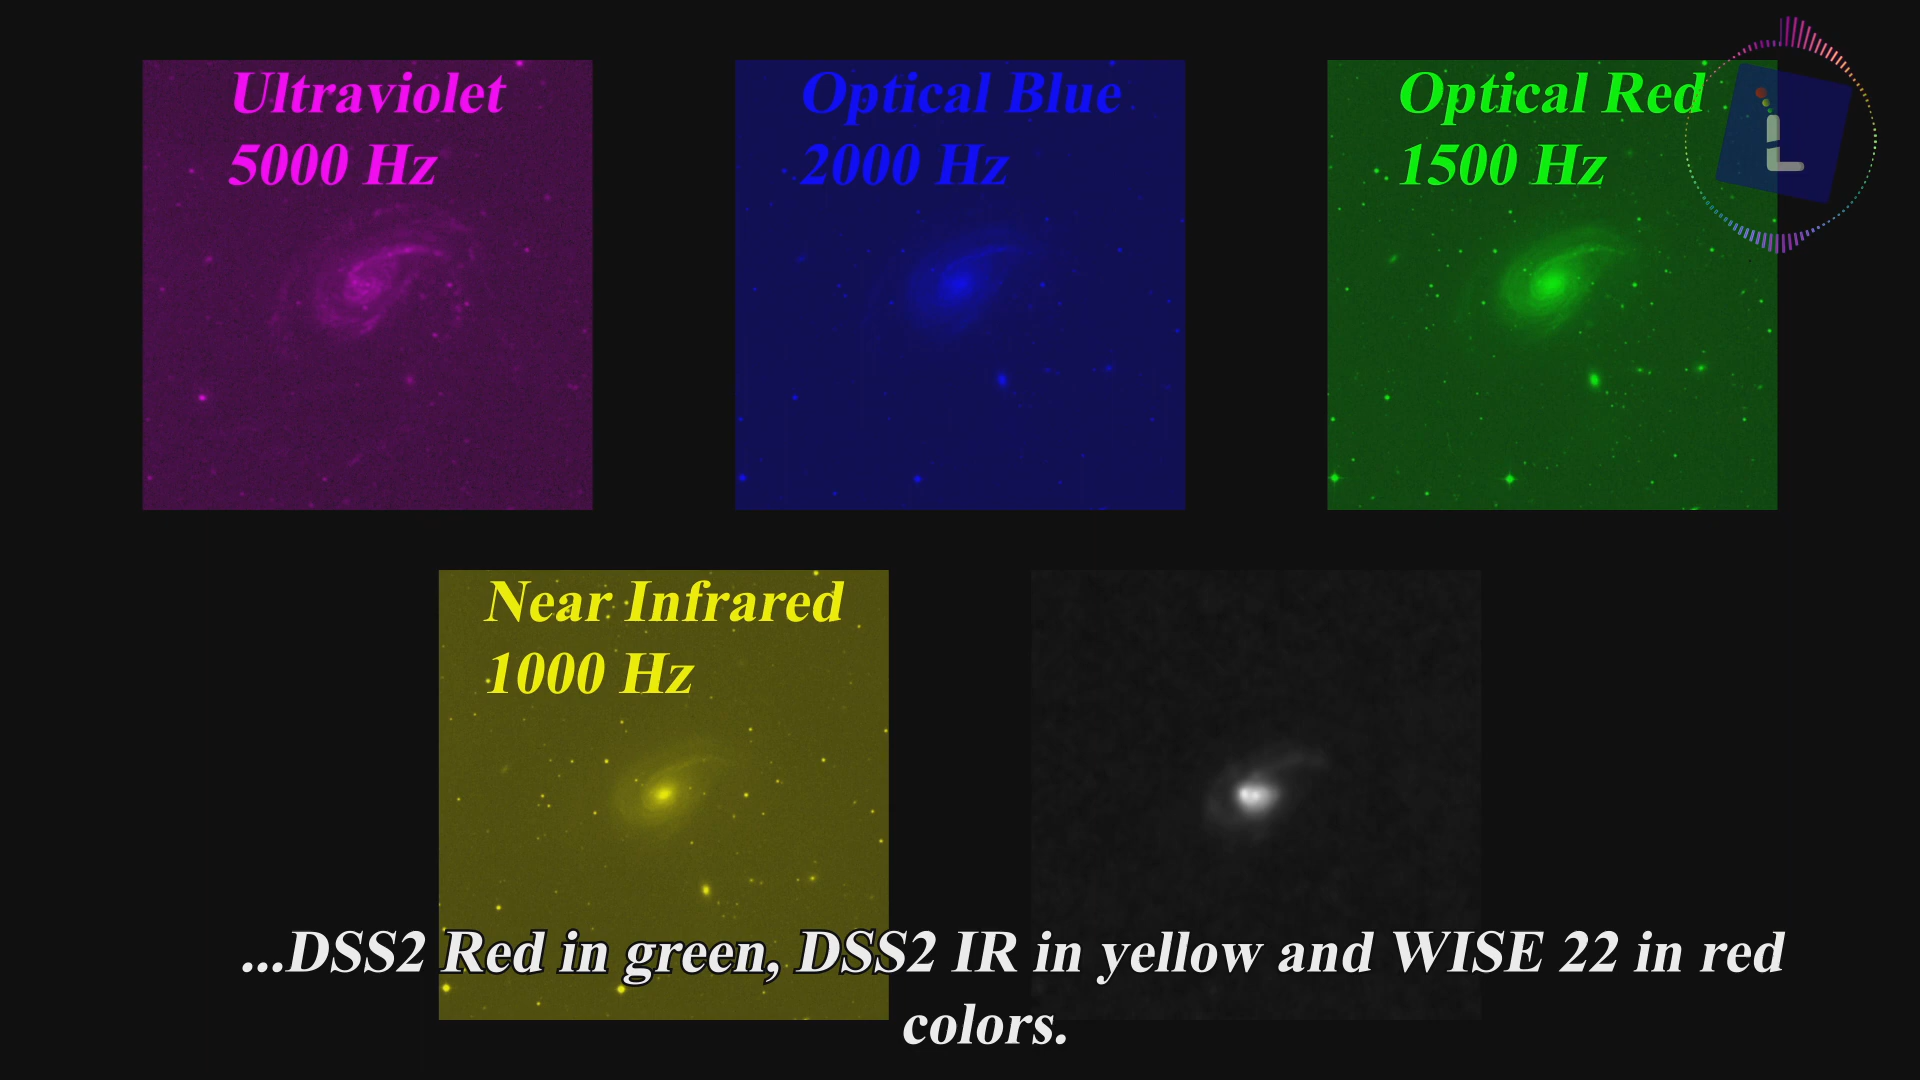 Ultraviolet
5000 Hz
Optical Blue
2000 Hz
Optical Red
1500 Hz
L
Near Infrared
1000 Hz
...DSS2 Red in green, DSS2 IR in yellow and WISE 22 in red
colors.